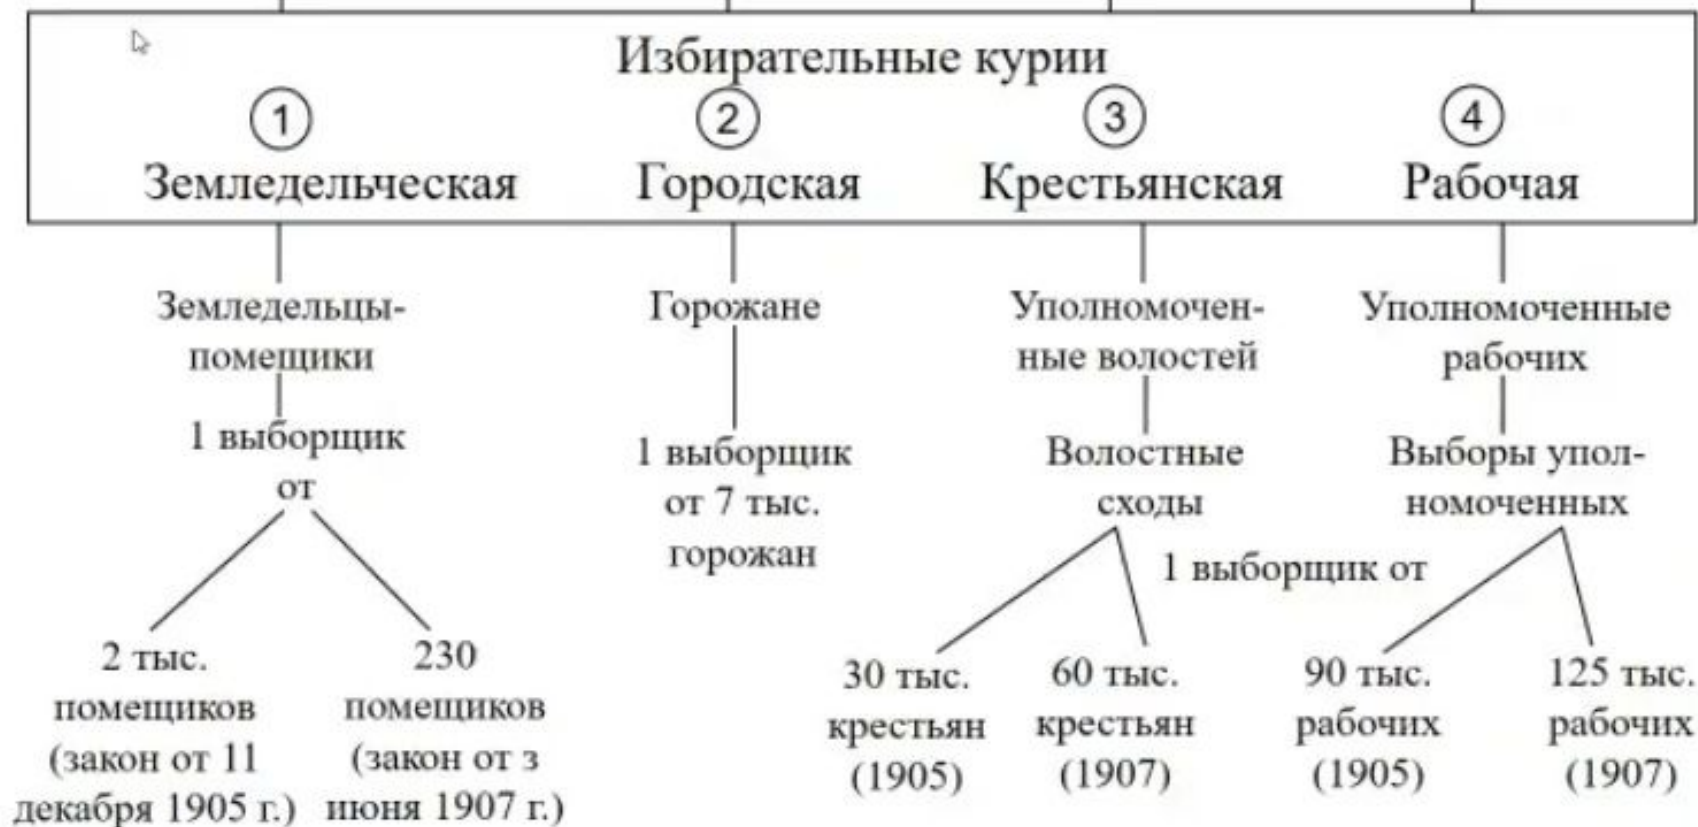 Избирательные курии
1
2
3
4
Земледельческая
Городская
Крестьянская
Рабочая
Земледельцы-
помещики
1 выборщик
от
2 тыс.
помещиков
(закон от 11
декабря 1905 г.)
230
помещиков
(закон от з
июня 1907 г.)
Горожане
1 выборщик
от 7 тыс.
горожан
Уполномочен-
ные волостей
Волостные
сходы
1 выборщик от
30 тыс.
крестьян
(1905)
60 тыс.
крестьян
(1907)
Уполномоченные
рабочих
Выборы упол-
номоченных
90 тыс.
рабочих
(1905)
125 тыс.
рабочих
(1907)